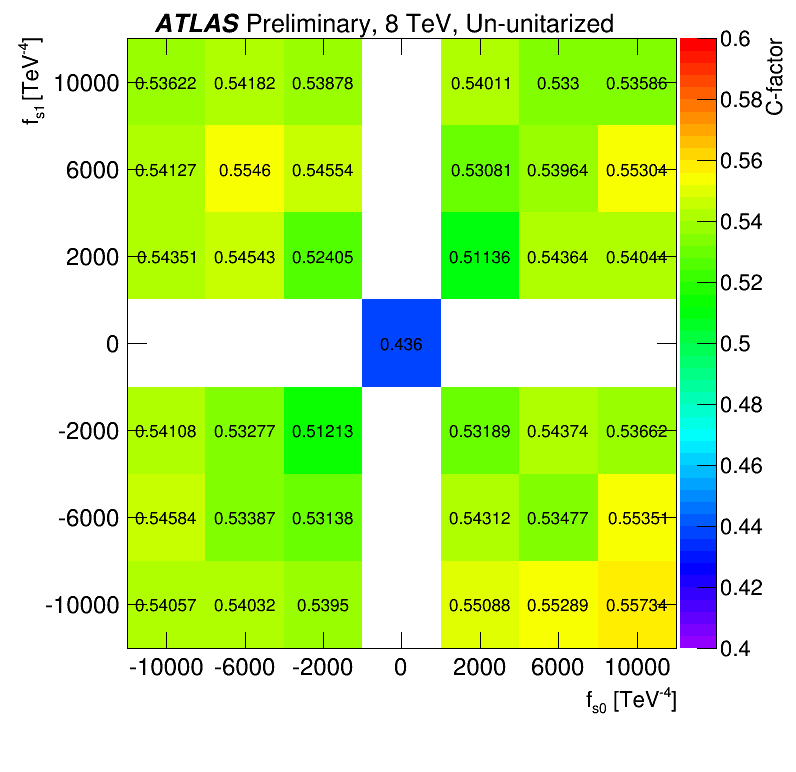 ATLAS Preliminary, 8 TeV, Un-unitarized
f_s1 [TeV^-4]
10000 0.53622 0.54182 0.53878 0.54011 0.533 0.53586
6000 0.54127 0.5546 0.54554 0.53081 0.53964 0.55304
2000 0.54351 0.54543 0.52405 0.51136 0.54364 0.54044
0 0.436
-2000 0.54108 0.53277 0.51213 0.53189 0.54374 0.53662
-6000 0.54584 0.53387 0.53138 0.54312 0.53477 0.55351
-10000 0.54057 0.54032 0.5395 0.55088 0.55289 0.55734
-10000 -6000 -2000 0 2000 6000 10000
f_s0 [TeV^-4]
0.6
0.58
0.56
0.54
0.52
0.5
0.48
0.46
0.44
0.42
0.4
C-factor